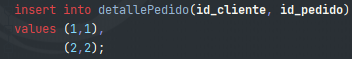 insert into detallePedido(id_cliente, id_pedido)
values (1,1),
(2,2);